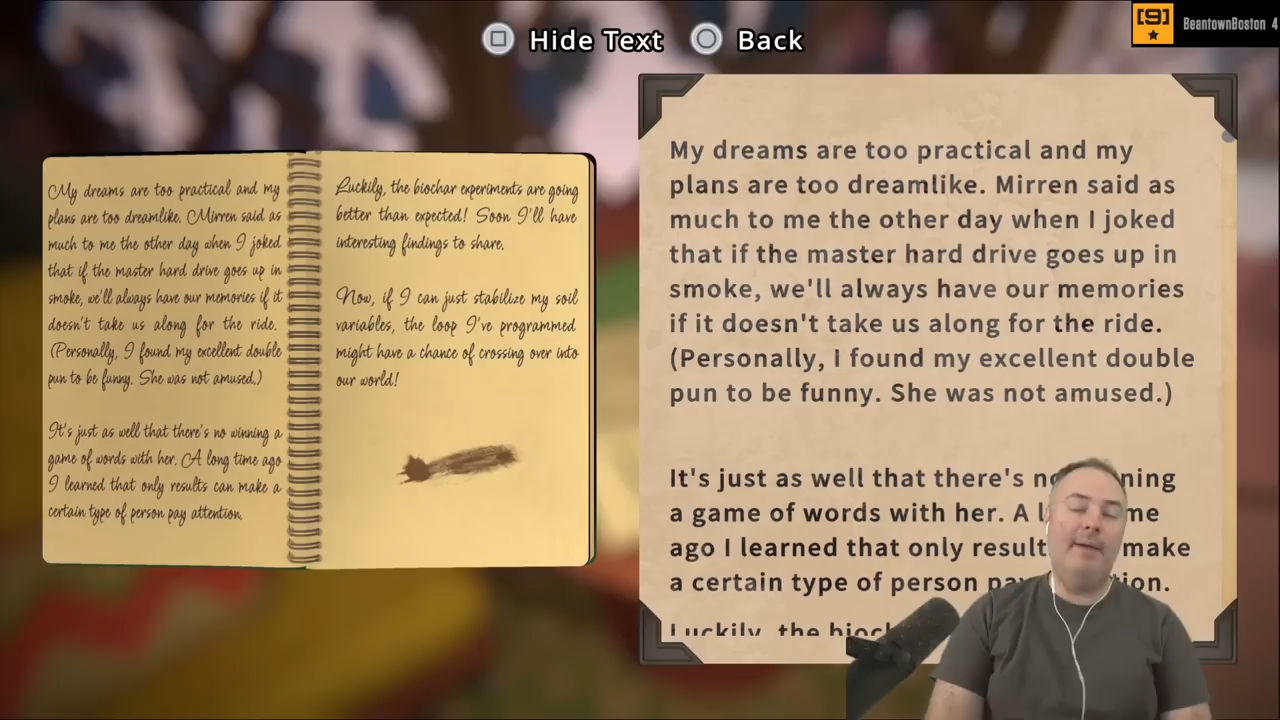 Hide Text
Back
[9]
BeantownBoston 4
My dreams are too practical and my
plans are too dreamlike. Mirren said as
much to me the other day when I joked
that if the master hard drive goes up in
smoke, we'll always have our memories if it
doesn't take us along for the ride.
(Personally, I found my excellent double
pun to be funny. She was not amused.)
It's just as well that there's no winning a
game of words with her. A long time ago
I learned that only results can make a
certain type of person pay attention.
Luckily, the biochar experiments are going
better than expected! Soon I'll have
interesting findings to share.
Now, if I can just stabilize my soil
variables, the loop I've programmed
might have a chance of crossing over into
our world!
My dreams are too practical and my
plans are too dreamlike. Mirren said as
much to me the other day when I joked
that if the master hard drive goes up in
smoke, we'll always have our memories
if it doesn't take us along for the ride.
(Personally, I found my excellent double
pun to be funny. She was not amused.)
It's just as well that there's
a game of words with her. A
ago I learned that only make
a certain type of person
Luckily, the